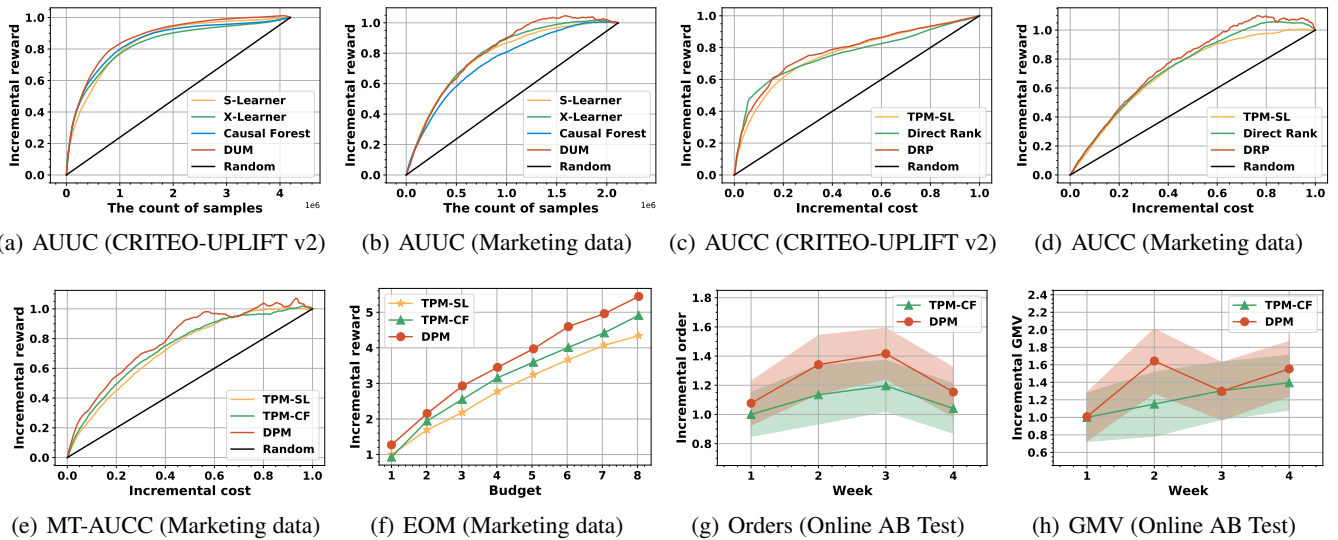 Incremental reward
1.0
0.8
0.6
0.4
0.2
0.0
S-Learner
X-Learner
Causal Forest
DUM
Random
0 1 2 3 4
The count of samples 1e6
(a) AUUC (CRITEO-UPLIFT v2)
Incremental reward
1.0
0.8
0.6
0.4
0.2
0.0
S-Learner
X-Learner
Causal Forest
DUM
Random
0.0 0.5 1.0 1.5 2.0
The count of samples 1e6
(b) AUUC (Marketing data)
Incremental reward
1.0
0.8
0.6
0.4
0.2
0.0
TPM-SL
Direct Rank
DRP
Random
0.0 0.2 0.4 0.6 0.8 1.0
Incremental cost
(c) AUCC (CRITEO-UPLIFT v2)
Incremental reward
1.0
0.8
0.6
0.4
0.2
0.0
TPM-SL
Direct Rank
DRP
Random
0.0 0.2 0.4 0.6 0.8 1.0
Incremental cost
(d) AUCC (Marketing data)
Incremental reward
1.0
0.8
0.6
0.4
0.2
0.0
TPM-SL
TPM-CF
DPM
Random
0.0 0.2 0.4 0.6 0.8 1.0
Incremental cost
(e) MT-AUCC (Marketing data)
Incremental reward
5
4
3
2
1
TPM-SL
TPM-CF
DPM
1 2 3 4 5 6 7 8
Budget
(f) EOM (Marketing data)
Incremental order
1.8
1.6
1.4
1.2
1.0
0.8
TPM-CF
DPM
1 2 3 4
Week
(g) Orders (Online AB Test)
Incremental GMV
2.4
2.2
2.0
1.8
1.6
1.4
1.2
1.0
0.8
0.6
TPM-CF
DPM
1 2 3 4
Week
(h) GMV (Online AB Test)